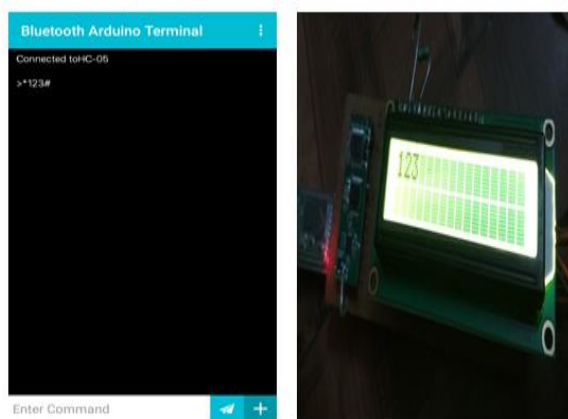 Bluetooth Arduino Terminal
Connected toHC-05
>*123#
Enter Command
123